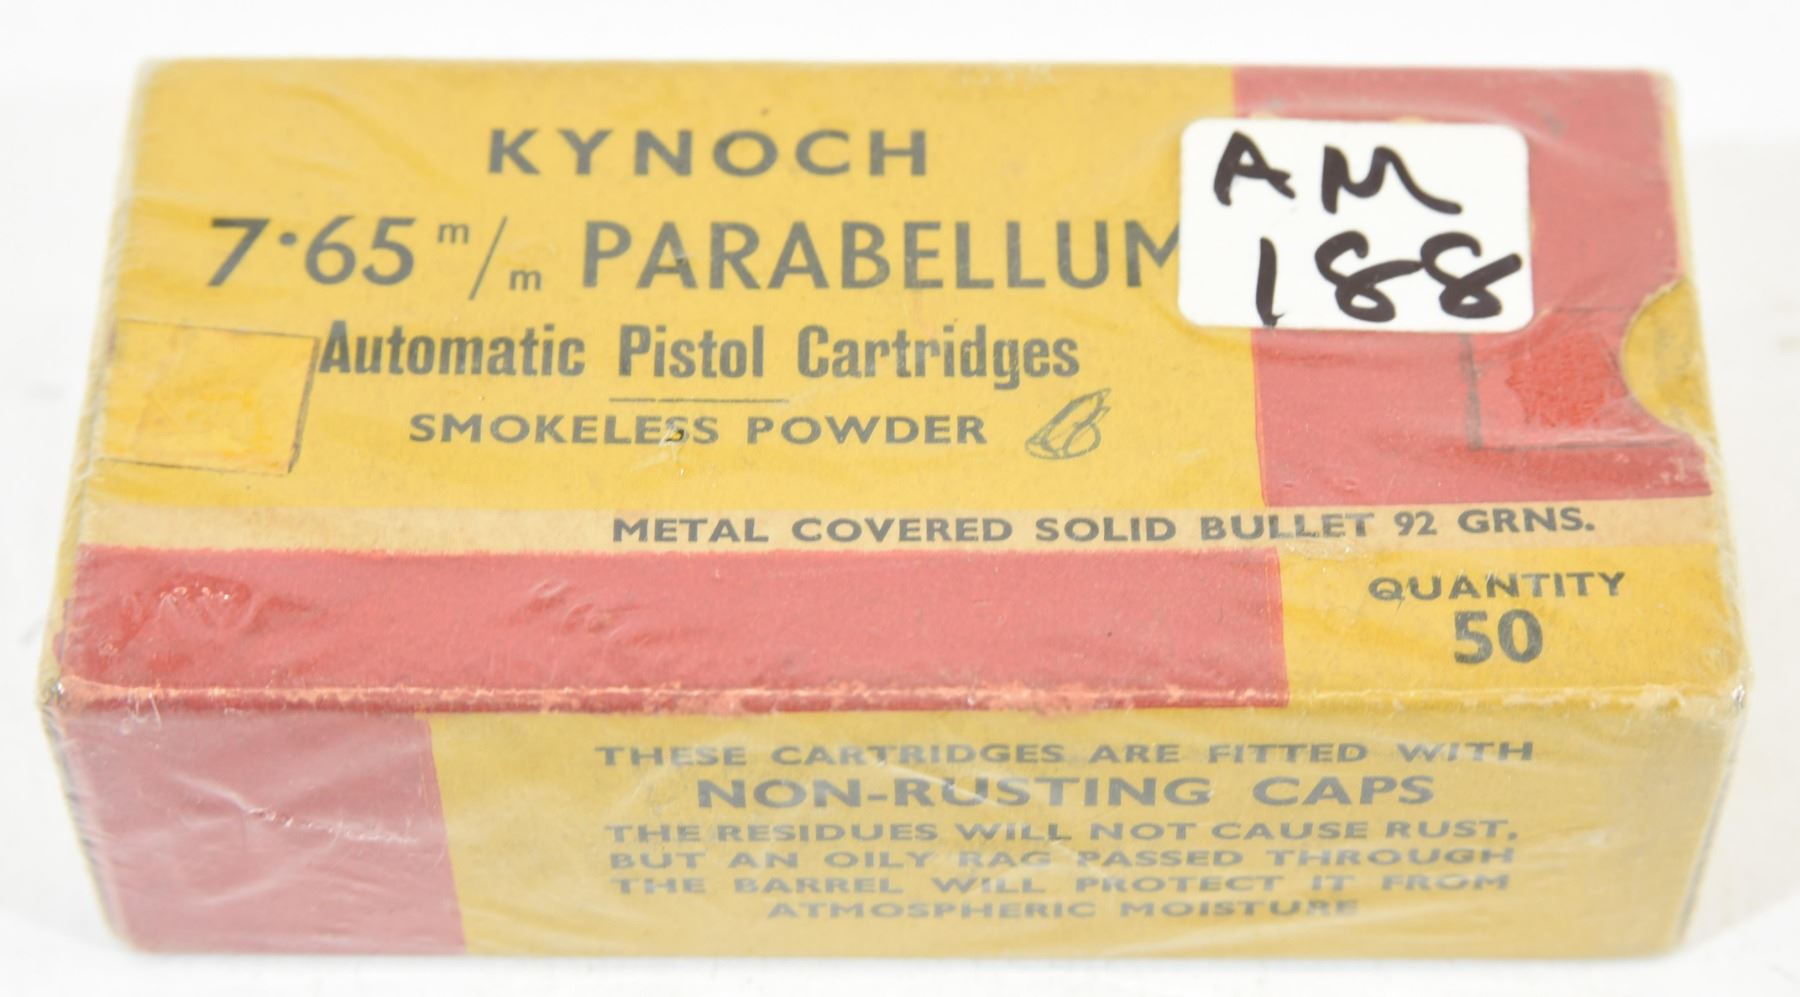 KYNOCH
7·65 m/m PARABELLUM
Automatic Pistol Cartridges
SMOKELESS POWDER
AM
188
METAL COVERED SOLID BULLET 92 GRNS.
QUANTITY
50
THESE CARTRIDGES ARE FITTED WITH
NON-RUSTING CAPS
THE RESIDUES WILL NOT CAUSE RUST,
BUT AN OILY RAG PASSED THROUGH
THE BARREL WILL PROTECT IT FROM
ATMOSPHERIC MOISTURE